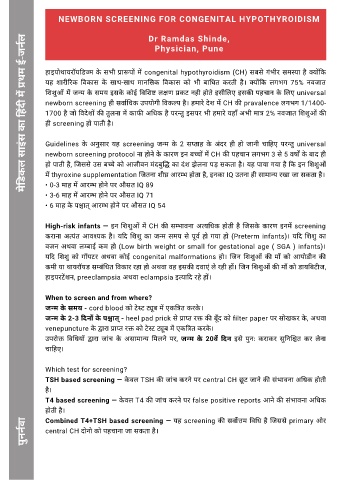 NEWBORN SCREENING FOR CONGENITAL HYPOTHYROIDISM
Dr Ramdas Shinde,
Physician, Pune
मेडिकल साइंस का हिंदी में प्रथम ई-जर्नल
हाइपोथायरॉयडिज्म के सभी प्रारूपों में congenital hypothyroidism (CH) सबसे गंभीर समस्या है क्योंकि
यह शारीरिक विकास के साथ-साथ मानसिक विकास को भी बाधित करती है। क्योंकि लगभग 75% नवजात
शिशुओं में जन्म के समय इसके कोई विशिष्ट लक्षण प्रकट नहीं होते इसीलिए इसकी पहचान के लिए universal
newborn screening ही सर्वाधिक उपयोगी विकल्प है। हमारे देश में CH की prevalence लगभग 1/1400-
1700 है जो विदेशों की तुलना में काफी अधिक है परन्तु इसपर भी हमारे यहाँ अभी मात्र 2% नवजात शिशुओं की
ही screening हो पाती है।
Guidelines के अनुसार यह screening जन्म के 2 सप्ताह के अंदर ही हो जानी चाहिए परन्तु universal
newborn screening protocol ना होने के कारण इन बच्चों में CH की पहचान लगभग 3 से 5 वर्षों के बाद ही
हो पाती है, जिससे उस बच्चे को आजीवन मंदबुद्धि का दंश झेलना पड़ सकता है। यह पाया गया है कि इन शिशुओं
में thyroxine supplementation जितना शीघ्र आरम्भ होता है, इनका IQ उतना ही सामान्य रखा जा सकता है।
• 0-3 माह में आरम्भ होने पर औसत IQ 89
• 3-6 माह में आरम्भ होने पर औसत IQ 71
• 6 माह के पश्चात् आरम्भ होने पर औसत IQ 54
High-risk infants — इन शिशुओं में CH की सम्भावना अत्यधिक होती है जिसके कारण इनमें screening
कराना अत्यंत आवश्यक है। यदि शिशु का जन्म समय से पूर्व हो गया हो (Preterm infants)। यदि शिशु का
वजन अथवा लम्बाई कम हो (Low birth weight or small for gestational age ( SGA ) infants)।
यदि शिशु को गॉयटर अथवा कोई congenital malformations हो। जिन शिशुओं की माँ को आयोडीन की
कमी या थायरॉयड सम्बंधित विकार रहा हो अथवा वह इसकी दवाएं ले रही हों। जिन शिशुओं की माँ को डायबिटीज,
हाइपरटेंशन, preeclampsia अथवा eclampsia इत्यादि रहे हों।
When to screen and from where?
जन्म के समय - cord blood को टेस्ट ट्यूब में एकत्रित करके।
जन्म के 2-3 दिनों के पश्चात् - heel pad prick से प्राप्त रक्त की बूँद को filter paper पर सोखकर के, अथवा
venepuncture के द्वारा प्राप्त रक्त को टेस्ट ट्यूब में एकत्रित करके।
उपरोक्त विधियों द्वारा जांच के असामान्य मिलने पर, जन्म के 20वें दिन इसे पुनः कराकर सुनिश्चित कर लेना
चाहिए।
Which test for screening?
TSH based screening — केवल TSH की जांच करने पर central CH छूट जाने की संभावना अधिक होती
है।
T4 based screening — केवल T4 की जांच करने पर false positive reports आने की संभावना अधिक
होती है।
Combined T4+TSH based screening — यह screening की सर्वोत्तम विधि है जिससे primary और
central CH दोनों को पहचाना जा सकता है।
पुनर्नवा